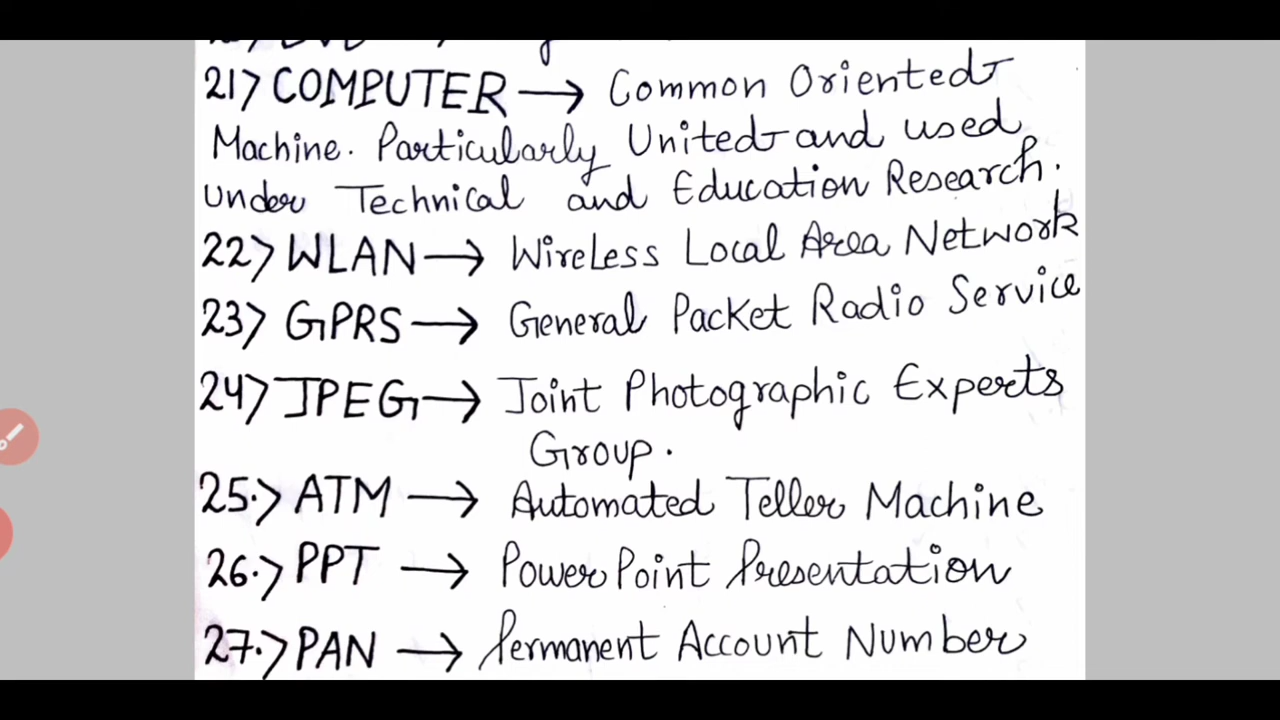 21> COMPUTER → Common Oriented
Machine. Particularly United and used
under Technical and Education Research.
22> WLAN → Wireless Local Area Network
23> GPRS → General Packet Radio Service
24> JPEG → Joint Photographic Experts
Group.
25.> ATM → Automated Teller Machine
26.> PPT → PowerPoint Presentation
27.> PAN → Permanent Account Number